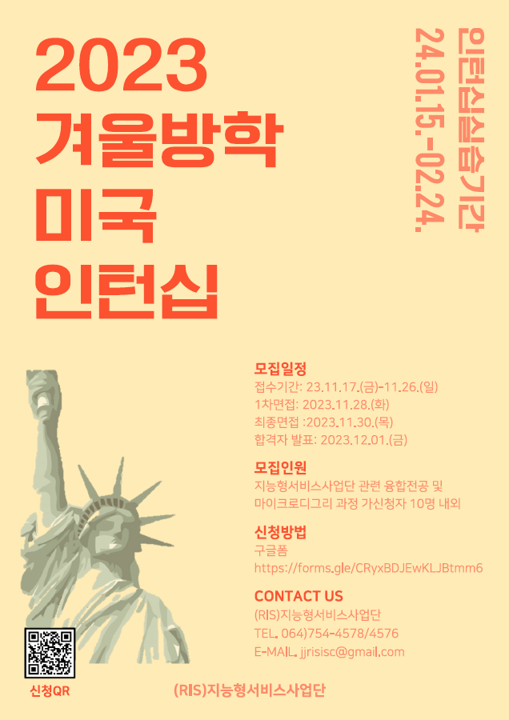 2023
겨울방학
미국
인턴십
인턴십실습기간
24.01.15.-02.24.
모집일정
접수기간: 23.11.17.(금)-11.26.(일)
1차면접: 2023.11.28.(화)
최종면접 :2023.11.30.(목)
합격자 발표: 2023.12.01.(금)
모집인원
지능형서비스사업단 관련 융합전공 및
마이크로디그리 과정 가신청자 10명 내외
신청방법
구글폼
https://forms.gle/CRyxBDJEwKLJBtmm6
CONTACT US
(RIS)지능형서비스사업단
TEL. 064)754-4578/4576
E-MAIL. jjrisisc@gmail.com
신청QR
(RIS)지능형서비스사업단